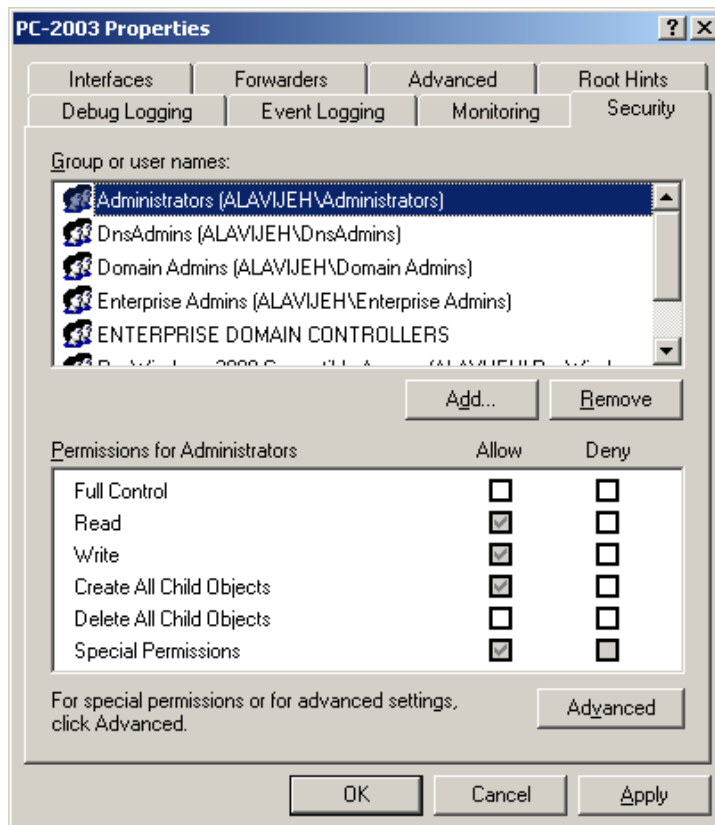 PC-2003 Properties
Interfaces Forwarders Advanced Root Hints
Debug Logging Event Logging Monitoring Security
Group or user names:
Administrators (ALAVIJEH\Administrators)
DnsAdmins (ALAVIJEH\DnsAdmins)
Domain Admins (ALAVIJEH\Domain Admins)
Enterprise Admins (ALAVIJEH\Enterprise Admins)
ENTERPRISE DOMAIN CONTROLLERS
Add... Remove
Permissions for Administrators Allow Deny
Full Control
Read
Write
Create All Child Objects
Delete All Child Objects
Special Permissions
For special permissions or for advanced settings,
click Advanced.
Advanced
OK Cancel Apply